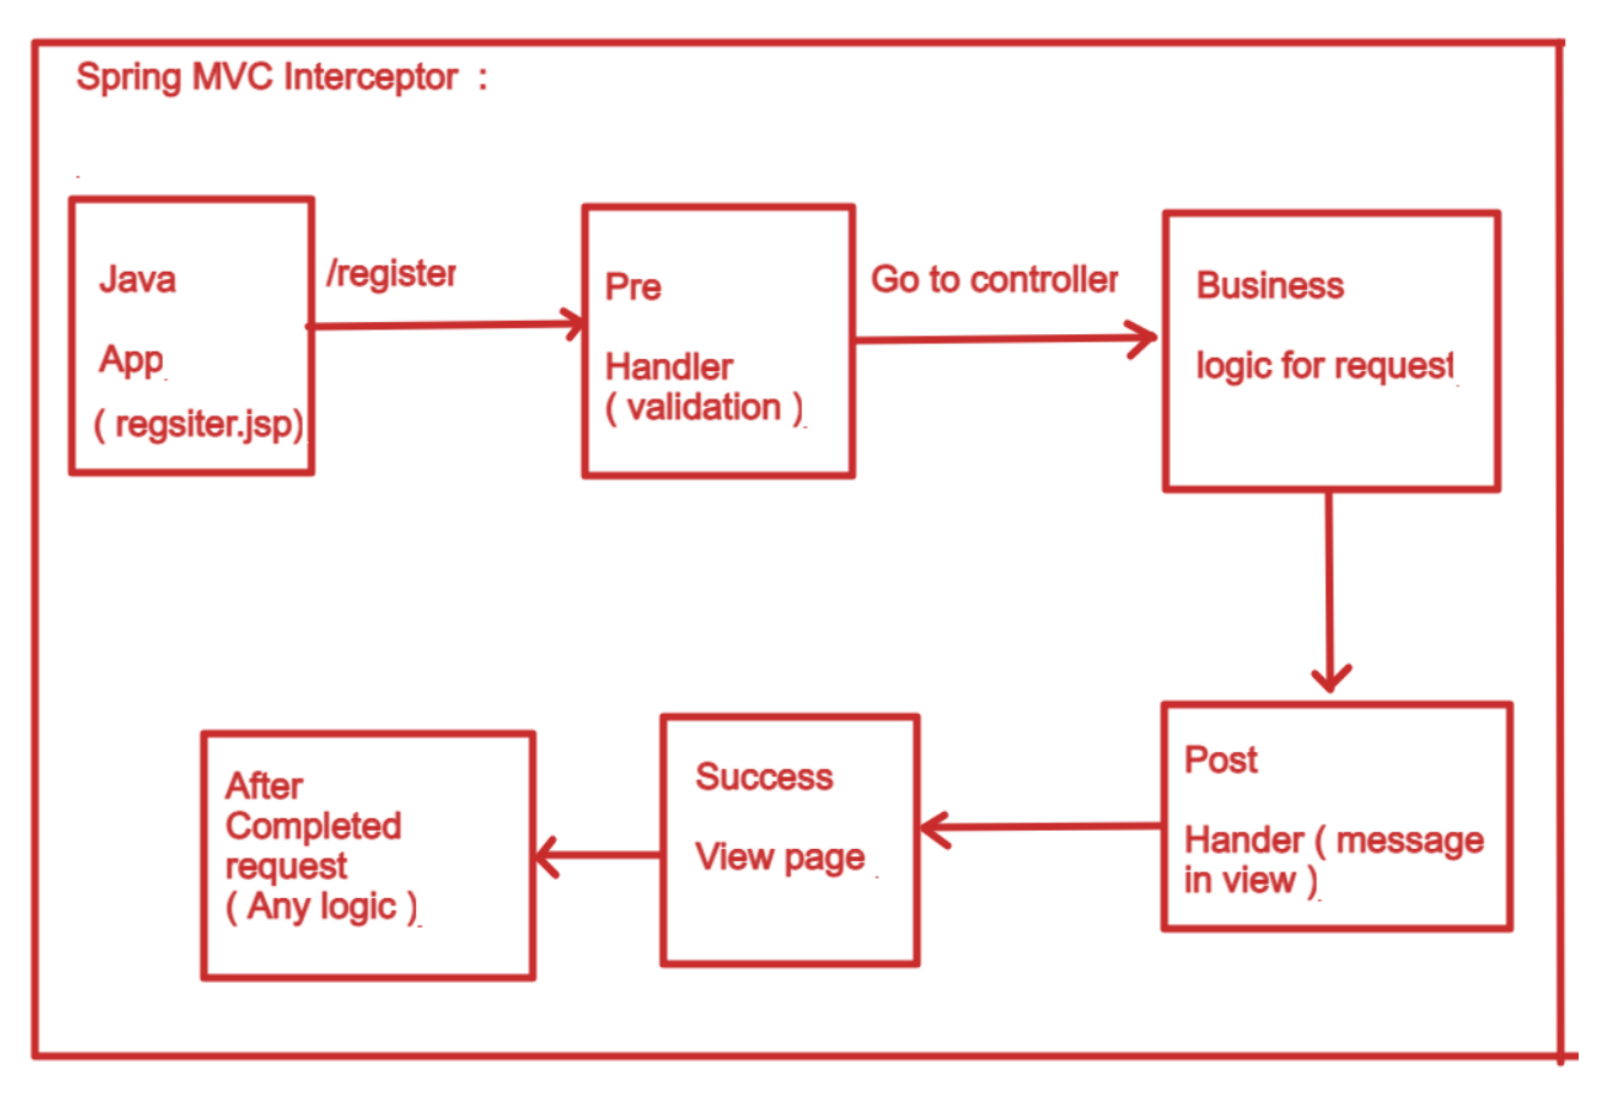 Spring MVC Interceptor :
Java
App
( regsiter.jsp)
/register
Pre
Handler
( validation )
Go to controller
Business
logic for request
Post
Hander ( message
in view )
Success
View page
After
Completed
request
( Any logic )